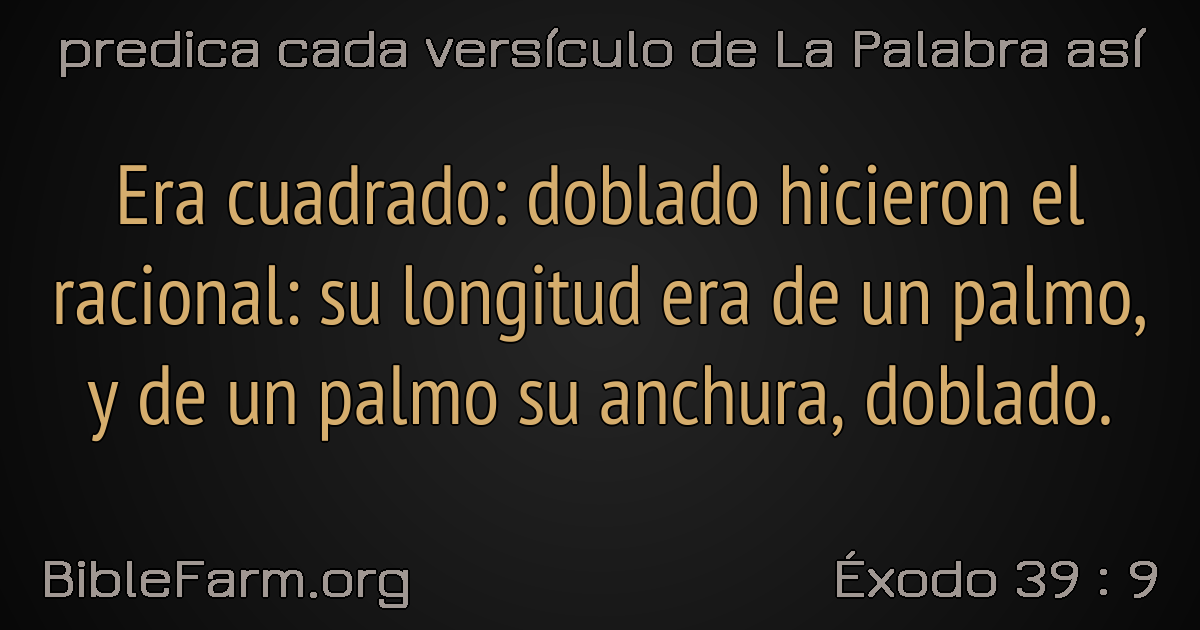 predica cada versículo de La Palabra así
Era cuadrado: doblado hicieron el
racional: su longitud era de un palmo,
y de un palmo su anchura, doblado.
BibleFarm.org
Éxodo 39 : 9